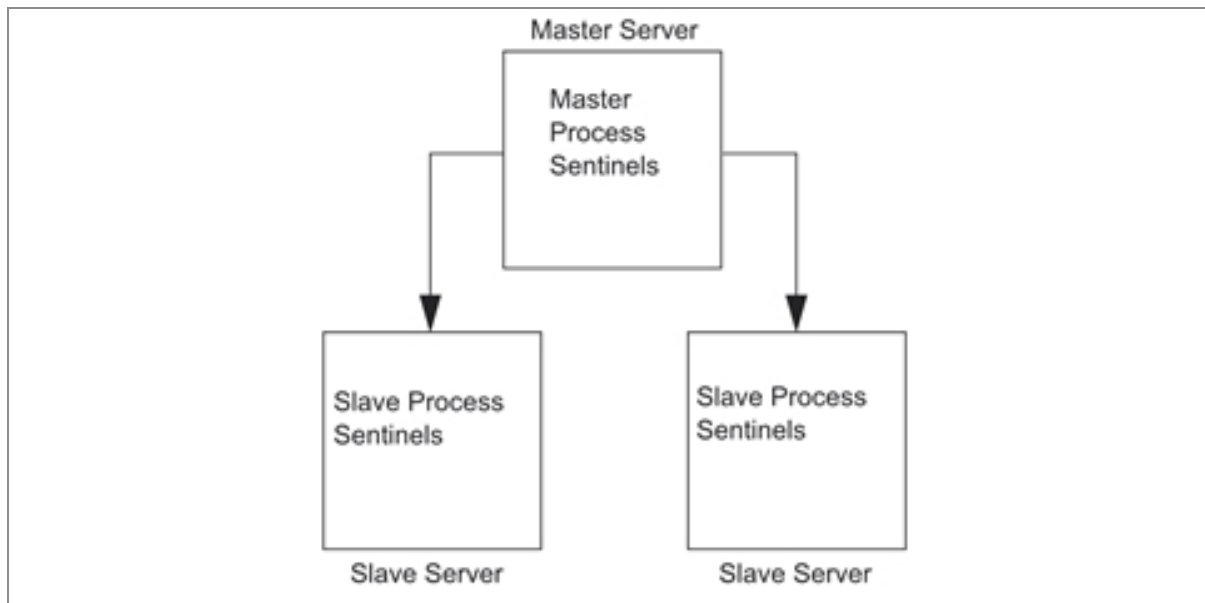 Master Server
Master
Process
Sentinels
Slave Process
Sentinels
Slave Process
Sentinels
Slave Server
Slave Server